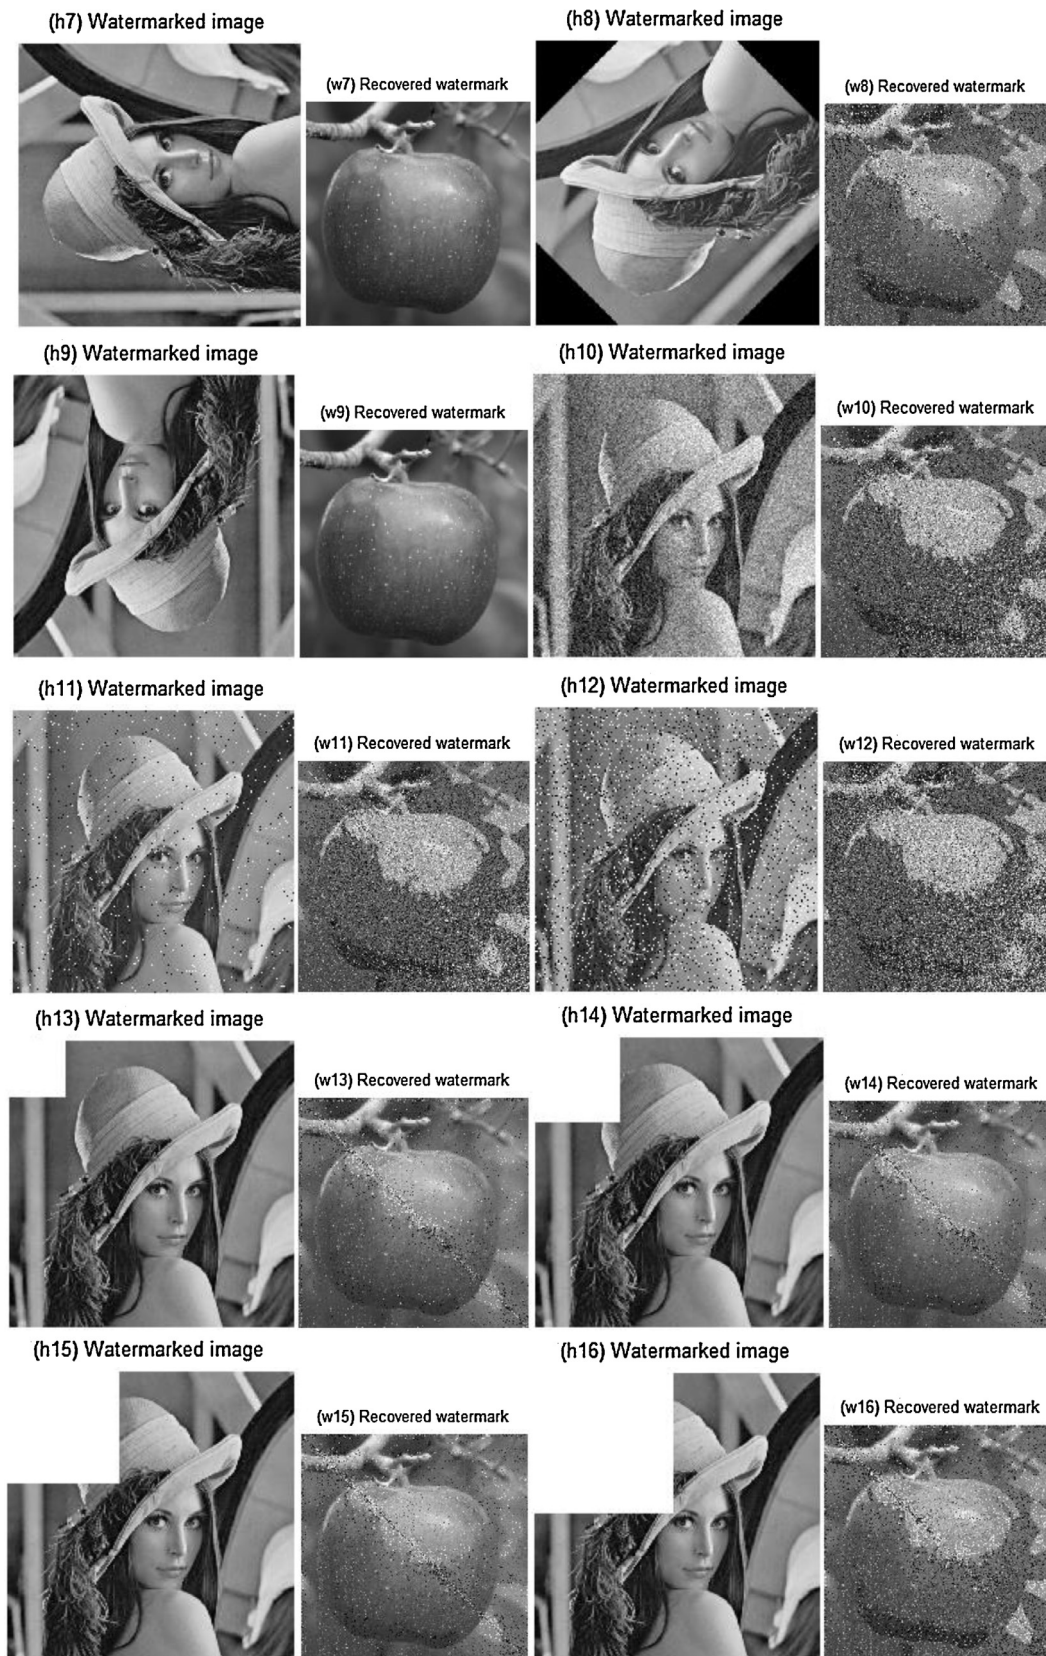 (h7) Watermarked image
(w7) Recovered watermark
(h8) Watermarked image
(w8) Recovered watermark
(h9) Watermarked image
(w9) Recovered watermark
(h10) Watermarked image
(w10) Recovered watermark
(h11) Watermarked image
(w11) Recovered watermark
(h12) Watermarked image
(w12) Recovered watermark
(h13) Watermarked image
(w13) Recovered watermark
(h14) Watermarked image
(w14) Recovered watermark
(h15) Watermarked image
(w15) Recovered watermark
(h16) Watermarked image
(w16) Recovered watermark